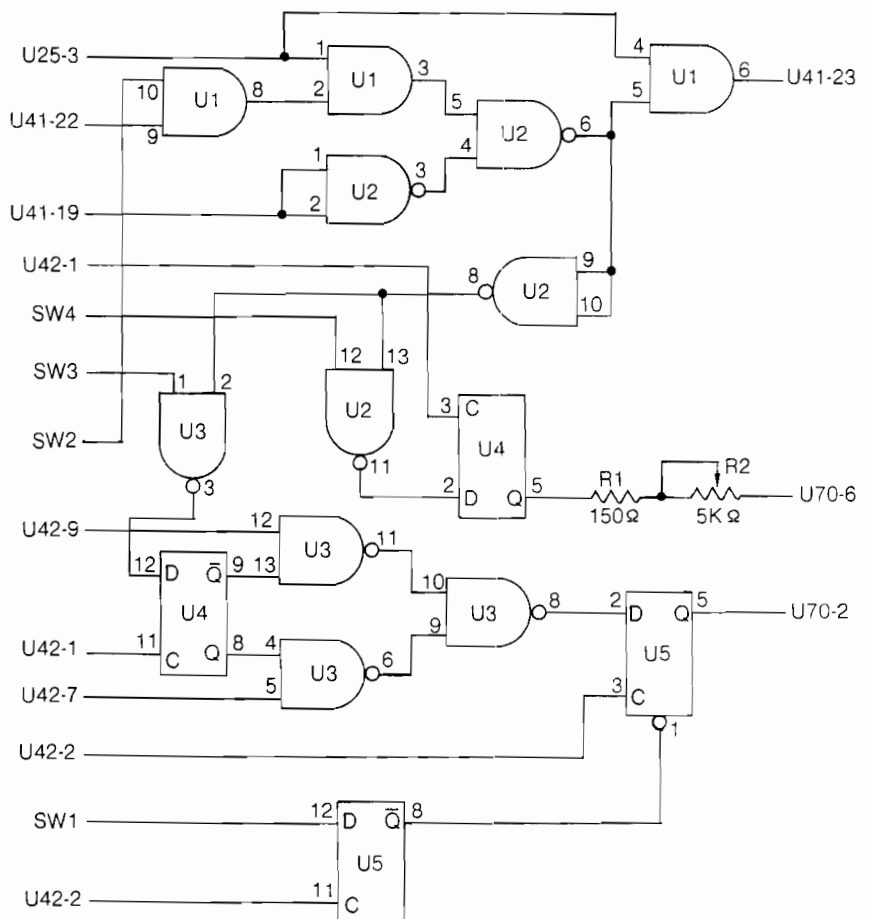 U25-3
1
4
U1
3
U1
6
U41-23
10
U1
8
2
5
5
U41-22
9
U2
6
1
4
U2
3
U41-19
2
U42-1
8
9
U2
10
SW4
12
13
SW3
1
2
U2
3
C
U3
U4
SW2
11
R1
R2
3
2
D
Q
5
U70-6
150Ω
5KΩ
U42-9
12
U3
11
12
D
Q̅
9
13
10
U4
U3
8
2
D
Q
5
U70-2
9
U42-1
11
C
Q
8
4
U3
6
U5
U42-7
5
3
C
1
U42-2
SW1
12
D
Q̅
8
U5
U42-2
11
C